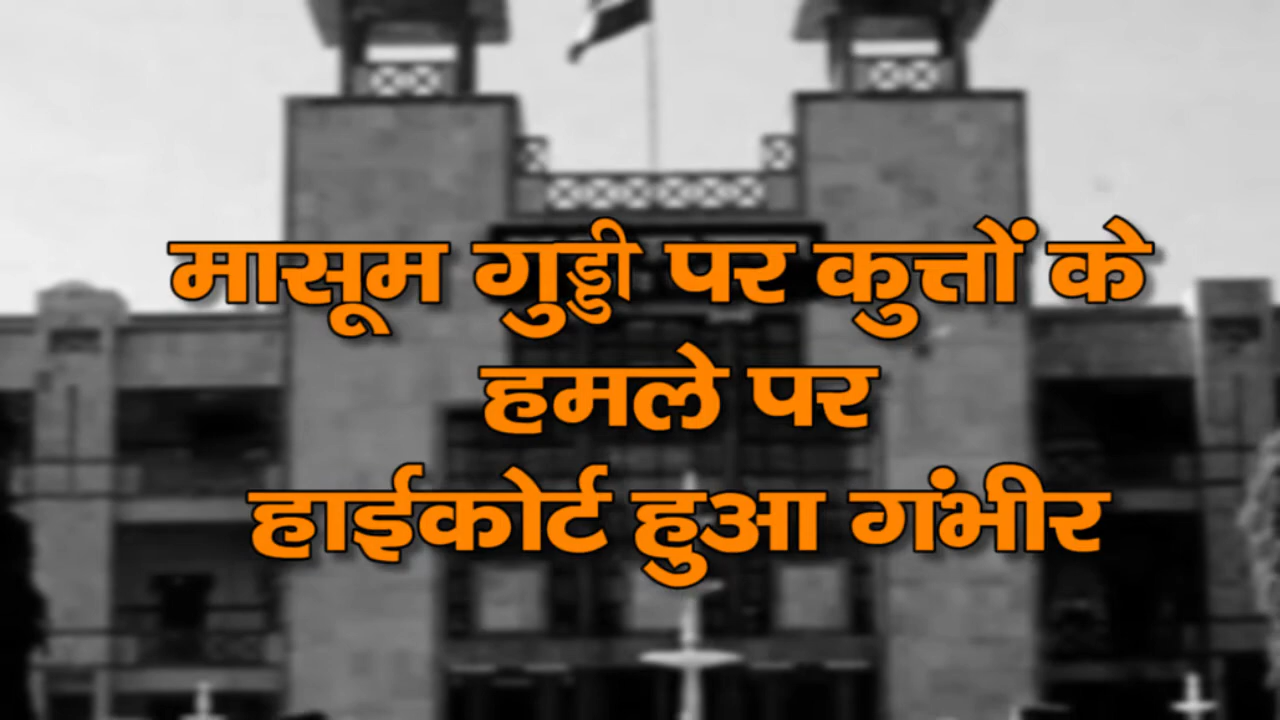 मासूम गुड्डी पर कुत्तों के
हमले पर
हाईकोर्ट हुआ गंभीर